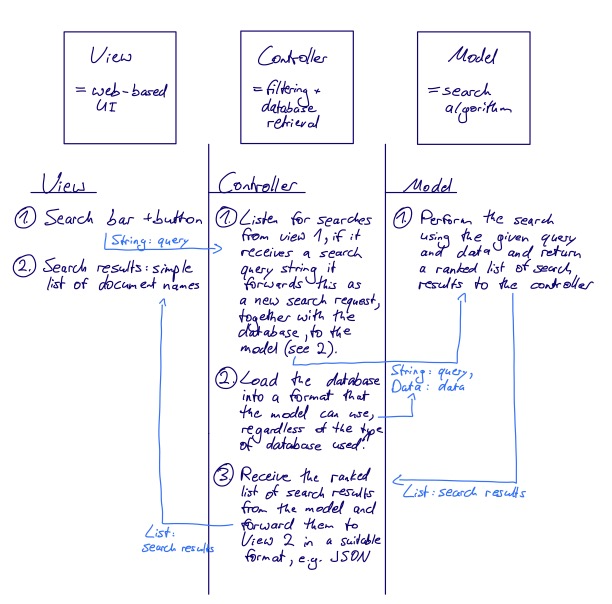 View
= web-based
UI
Controller
= filtering +
database
retrieval
Model
= search
algorithm
View
1. Search bar + button
String: query
2. Search results: simple
list of document names
List:
search results
Controller
1. Listen for searches
from view 1, if it
receives a search
query string it
forwards this as
a new search request,
together with the
database, to the
model (see 2).
String: query,
Data: data
2. Load the database
into a format that
the model can use,
regardless of the type
of database used.
3. Receive the ranked
list of search results
from the model and
forward them to
View 2 in a suitable
format, e.g. JSON
Model
1. Perform the search
using the given query
and data and return
a ranked list of search
results to the controller
List: search results